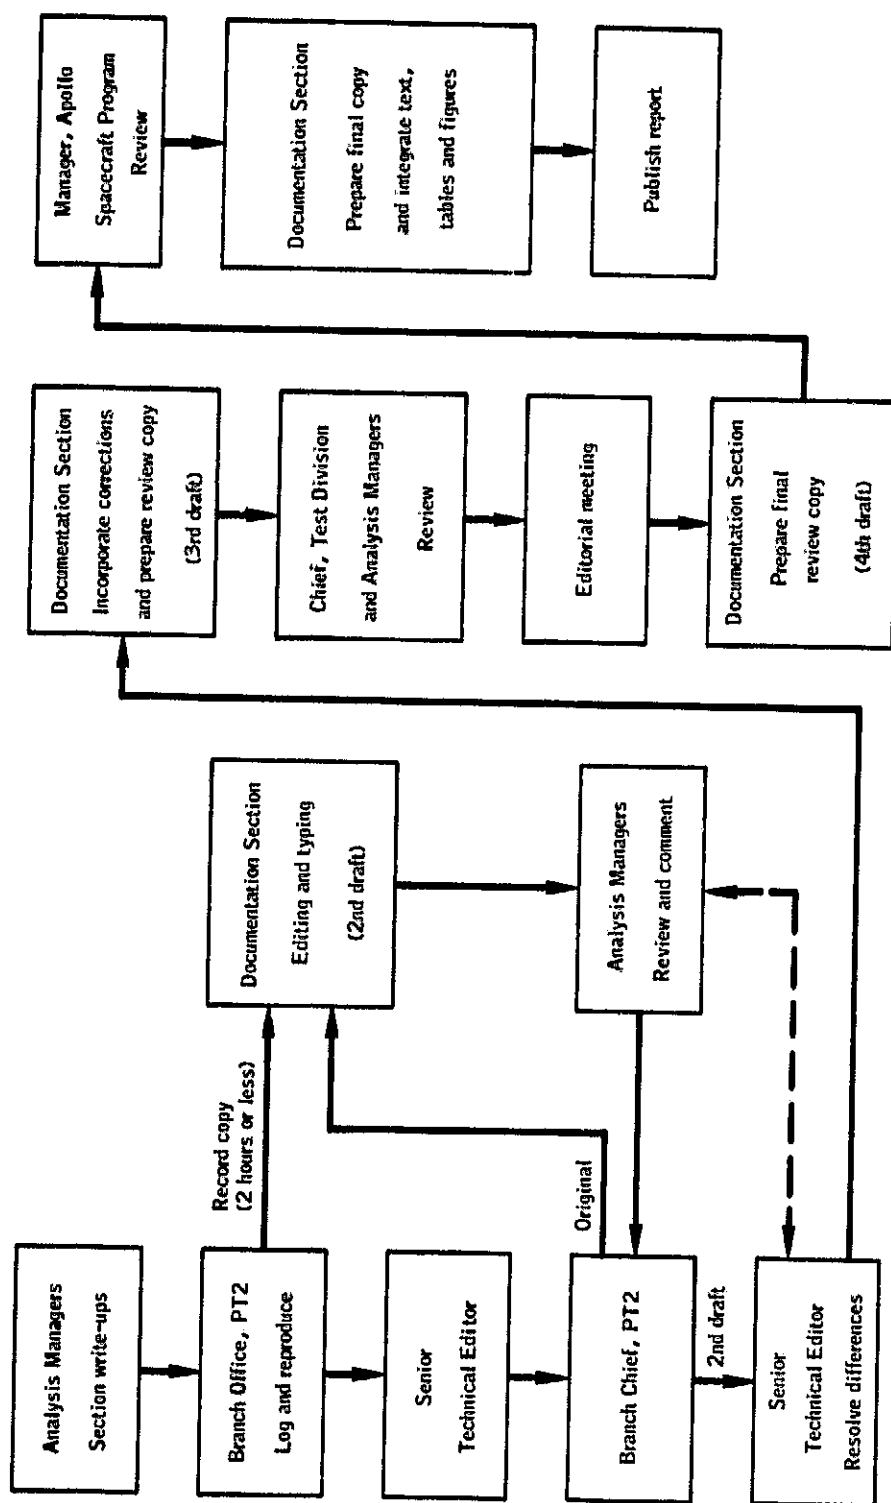 Analysis Managers
Section write-ups
Branch Office, PT2
Log and reproduce
Record copy
(2 hours or less)
Senior
Technical Editor
Branch Chief, PT2
Original
2nd draft
Senior
Technical Editor
Resolve differences
Documentation Section
Editing and typing
(2nd draft)
Analysis Managers
Review and comment
Documentation Section
Incorporate corrections
and prepare review copy
(3rd draft)
Chief, Test Division
and Analysis Managers
Review
Editorial meeting
Documentation Section
Prepare final
review copy
(4th draft)
Manager, Apollo
Spacecraft Program
Review
Documentation Section
Prepare final copy
and integrate text,
tables and figures
Publish report